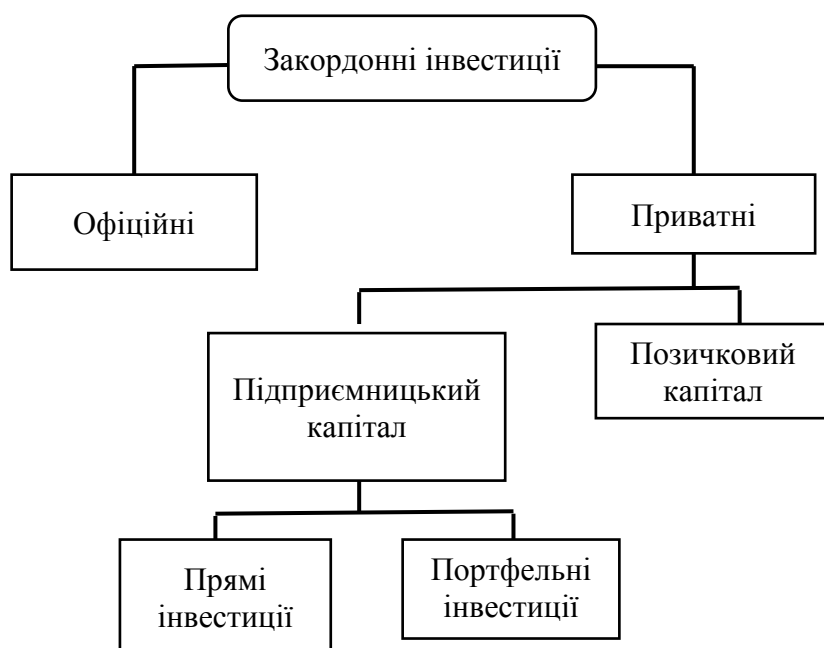 Закордонні інвестиції
Офіційні
Приватні
Підприємницький
капітал
Позичковий
капітал
Прямі
інвестиції
Портфельні
інвестиції